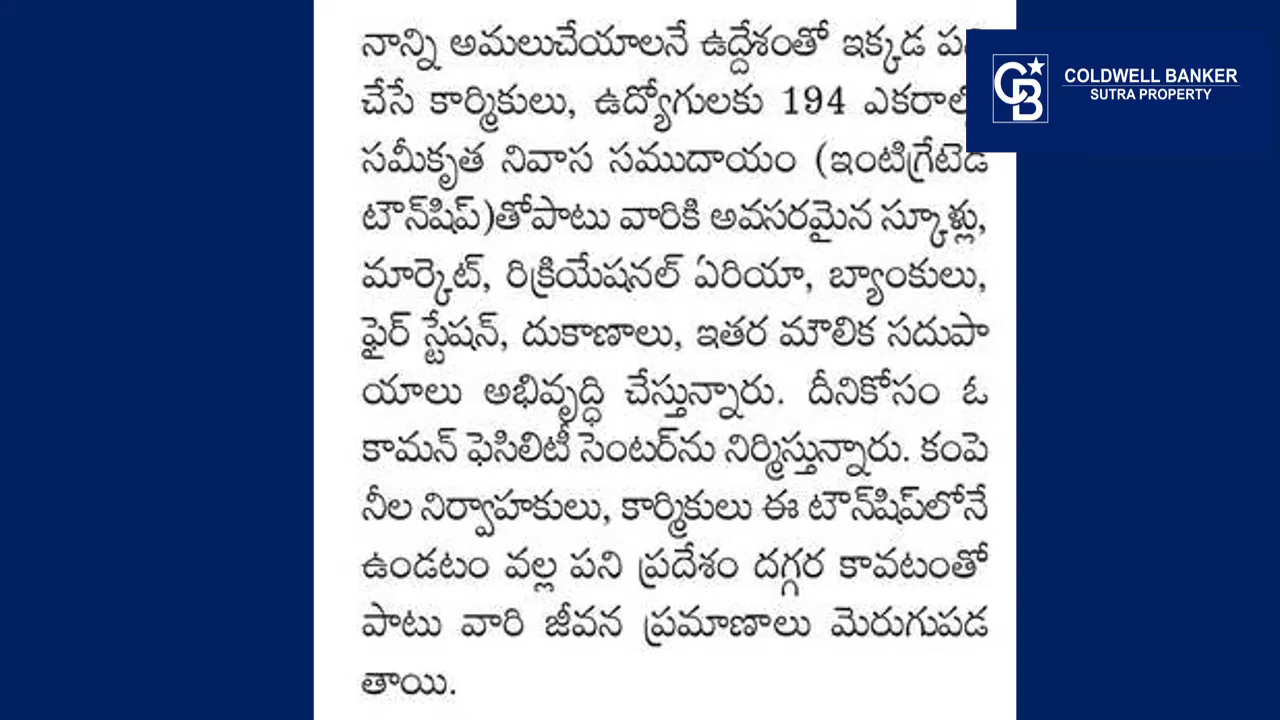 నాన్ని అమలుచేయాలనే ఉద్దేశంతో ఇక్కడ
చేసే కార్మికులు, ఉద్యోగులకు 194
సమీకృత నివాస సముదాయం (ఇంటిగ్రేటెడ్
టౌన్‌షిప్)తోపాటు వారికి అవసరమైన స్కూళ్లు,
మార్కెట్, రిక్రియేషనల్ ఏరియా, బ్యాంకులు,
ఫైర్ స్టేషన్, దుకాణాలు, ఇతర మౌలిక సదుపా
యాలు అభివృద్ధి చేస్తున్నారు. దీనికోసం ఓ
కామన్ ఫెసిలిటీ సెంటర్‌ను నిర్మిస్తున్నారు. కంపె
నీల నిర్వాహకులు, కార్మికులు ఈ టౌన్‌షిప్‌లోనే
ఉండటం వల్ల పని ప్రదేశం దగ్గర కావటంతో
పాటు వారి జీవన ప్రమాణాలు మెరుగుపడ
తాయి.
CB
COLDWELL BANKER
SUTRA PROPERTY